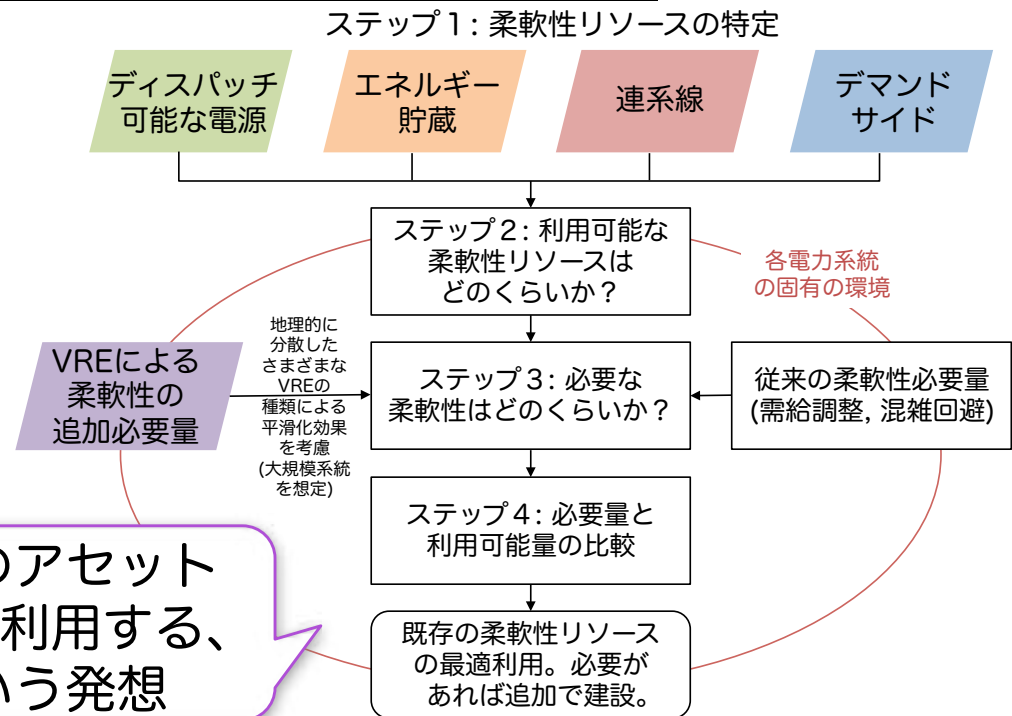 ステップ1: 柔軟性リソースの特定
ディスパッチ
可能な電源
エネルギー
貯蔵
連系線
デマンド
サイド
ステップ2: 利用可能な
柔軟性リソースは
どのくらいか？
各電力系統
の固有の環境
VREによる
柔軟性の
追加必要量
地理的に
分散した
さまざまな
VREの
種類による
平滑化効果
を考慮
(大規模系統
を想定)
ステップ3: 必要な
柔軟性はどのくらいか？
従来の柔軟性必要量
(需給調整, 混雑回避)
ステップ4: 必要量と
利用可能量の比較
のアセット
利用する、
いう発想
既存の柔軟性リソース
の最適利用。必要が
あれば追加で建設。